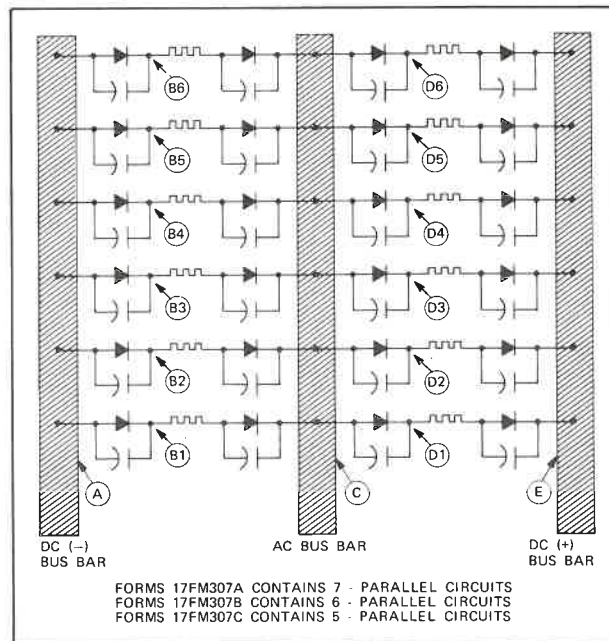 B6 D6
B5 D5
B4 D4
B3 D3
B2 D2
B1 D1
A C E
DC (−) BUS BAR
AC BUS BAR
DC (+) BUS BAR
FORMS 17FM307A CONTAINS 7 - PARALLEL CIRCUITS
FORMS 17FM307B CONTAINS 6 - PARALLEL CIRCUITS
FORMS 17FM307C CONTAINS 5 - PARALLEL CIRCUITS